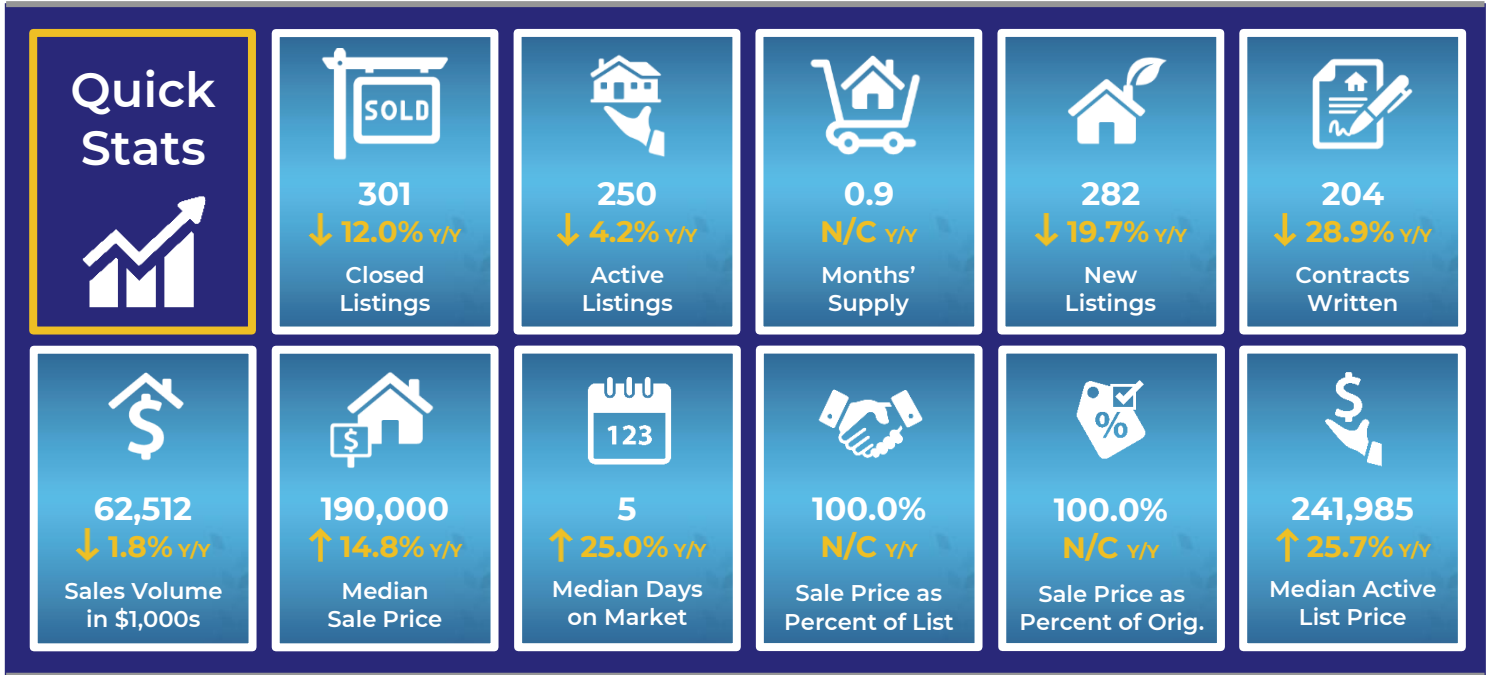 Quick
Stats
SOLD
301
↓ 12.0% Y/Y
Closed
Listings
250
↓ 4.2% Y/Y
Active
Listings
0.9
N/C Y/Y
Months’
Supply
282
↓ 19.7% Y/Y
New
Listings
204
↓ 28.9% Y/Y
Contracts
Written
$
62,512
↓ 1.8% Y/Y
Sales Volume
in $1,000s
$
190,000
↑ 14.8% Y/Y
Median
Sale Price
123
5
↑ 25.0% Y/Y
Median Days
on Market
100.0%
N/C Y/Y
Sale Price as
Percent of List
%
100.0%
N/C Y/Y
Sale Price as
Percent of Orig.
$
241,985
↑ 25.7% Y/Y
Median Active
List Price